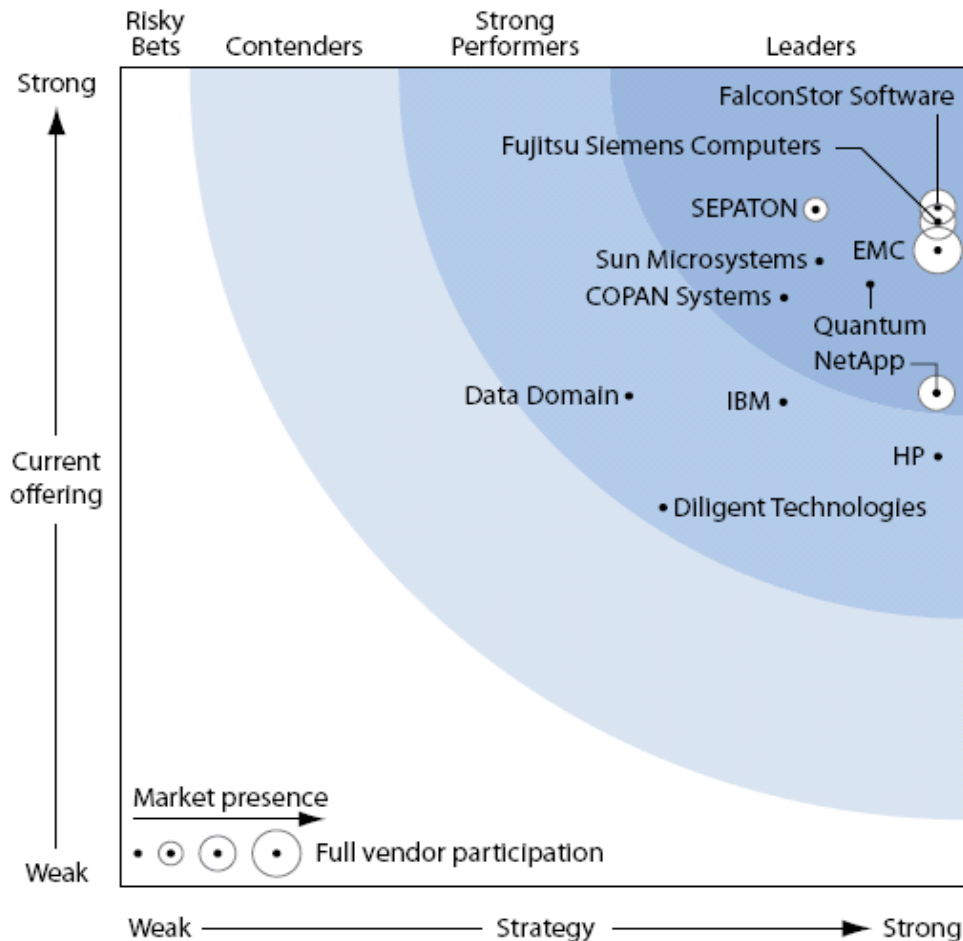 Risky
Bets
Contenders
Strong
Performers
Leaders
Strong
FalconStor Software
Fujitsu Siemens Computers
SEPATON
EMC
Sun Microsystems
COPAN Systems
Quantum
NetApp
Data Domain
IBM
HP
Current
offering
Diligent Technologies
Market presence
Full vendor participation
Weak
Weak
Strategy
Strong